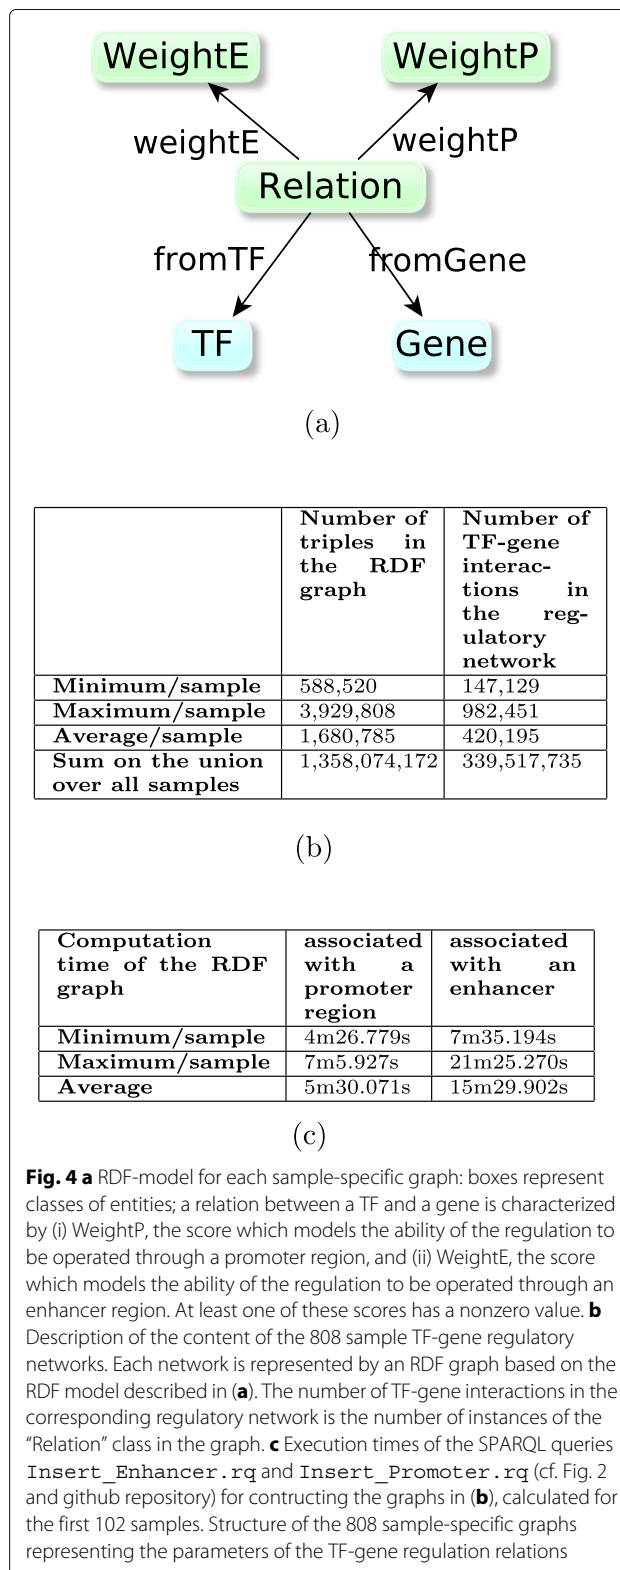 WeightE WeightP
weightE weightP
Relation
fromTF fromGene
TF Gene
(a)
Number of Number of
triples in TF-gene
the RDF interac-
graph tions in
the reg-
ulatory
network
Minimum/sample 588,520 147,129
Maximum/sample 3,929,808 982,451
Average/sample 1,680,785 420,195
Sum on the union 1,358,074,172 339,517,735
over all samples
(b)
Computation associated associated
time of the RDF with a with an
graph promoter enhancer
region
Minimum/sample 4m26.779s 7m35.194s
Maximum/sample 7m5.927s 21m25.270s
Average 5m30.071s 15m29.902s
(c)
Fig. 4 a RDF-model for each sample-specific graph: boxes represent
classes of entities; a relation between a TF and a gene is characterized
by (i) WeightP, the score which models the ability of the regulation to
be operated through a promoter region, and (ii) WeightE, the score
which models the ability of the regulation to be operated through an
enhancer region. At least one of these scores has a nonzero value. b
Description of the content of the 808 sample TF-gene regulatory
networks. Each network is represented by an RDF graph based on the
RDF model described in (a). The number of TF-gene interactions in the
corresponding regulatory network is the number of instances of the
“Relation” class in the graph. c Execution times of the SPARQL queries
Insert_Enhancer.rq and Insert_Promoter.rq (cf. Fig. 2
and github repository) for contructing the graphs in (b), calculated for
the first 102 samples. Structure of the 808 sample-specific graphs
representing the parameters of the TF-gene regulation relations